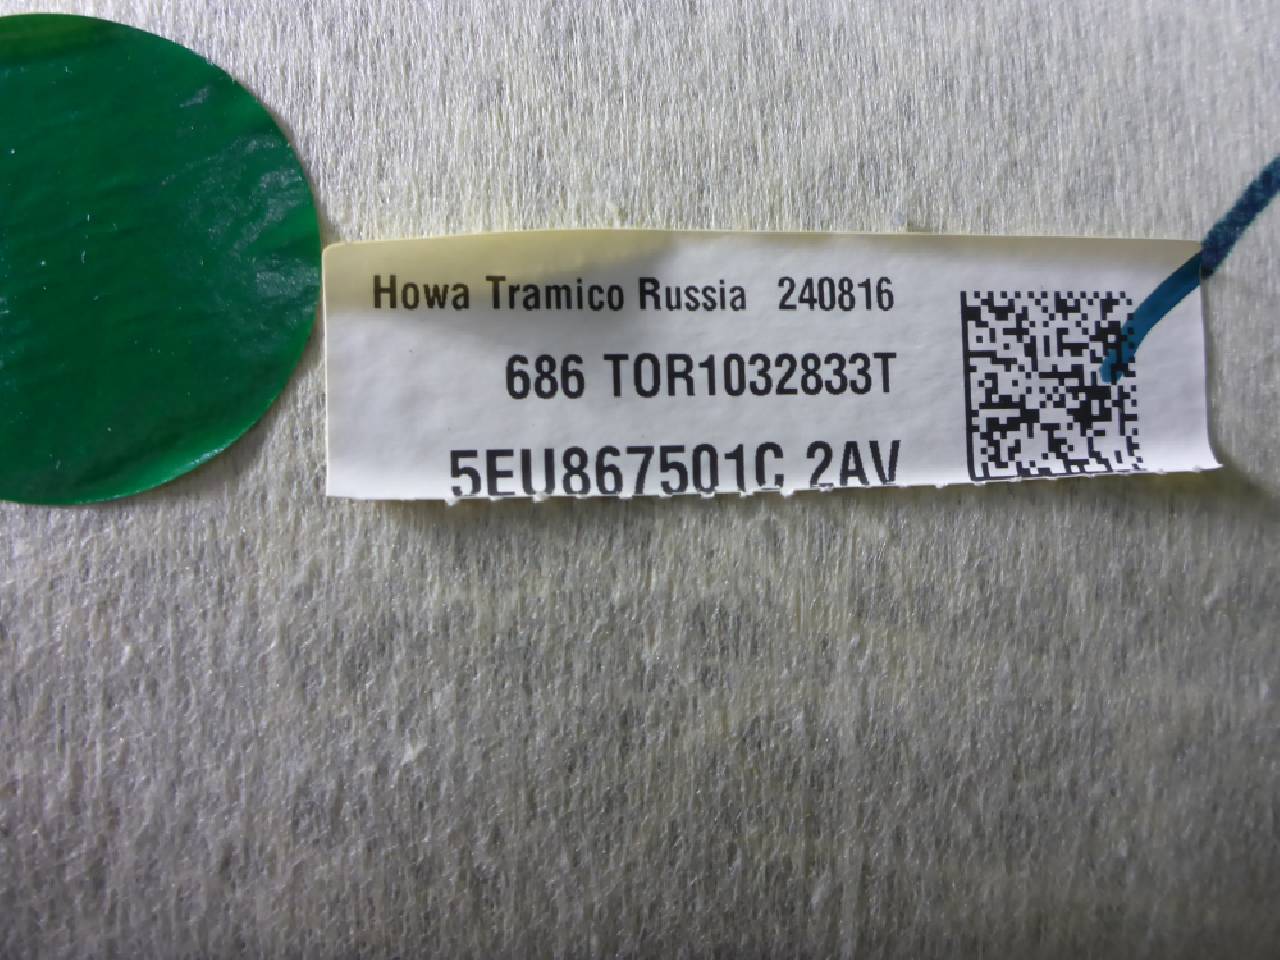 Howa Tramico Russia 240816
686 TOR1032833T
5EU867501C 2AV